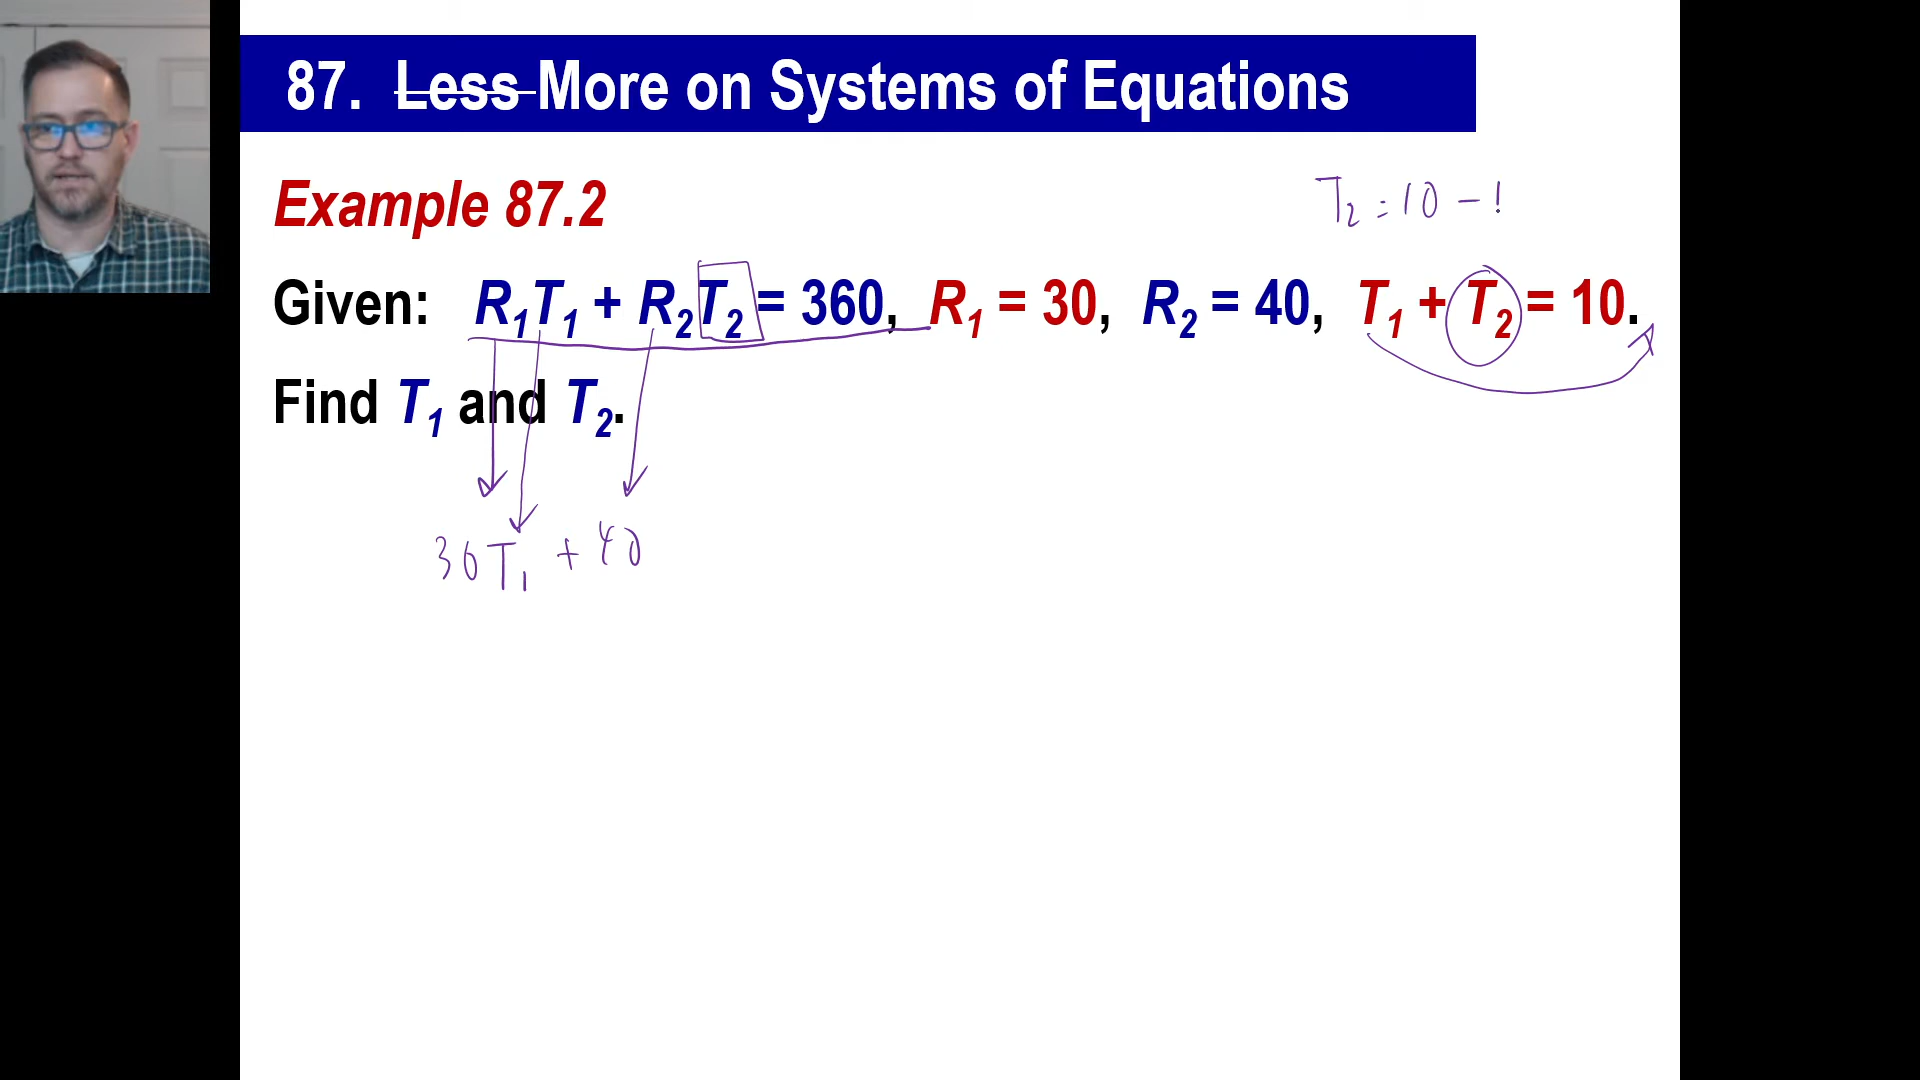 87. Less More on Systems of Equations
Example 87.2
T2 = 10 - 
Given: R1T1 + R2T2 = 360, R1 = 30, R2 = 40, T1 + T2 = 10.
Find T1 and T2.
30T1 + 40